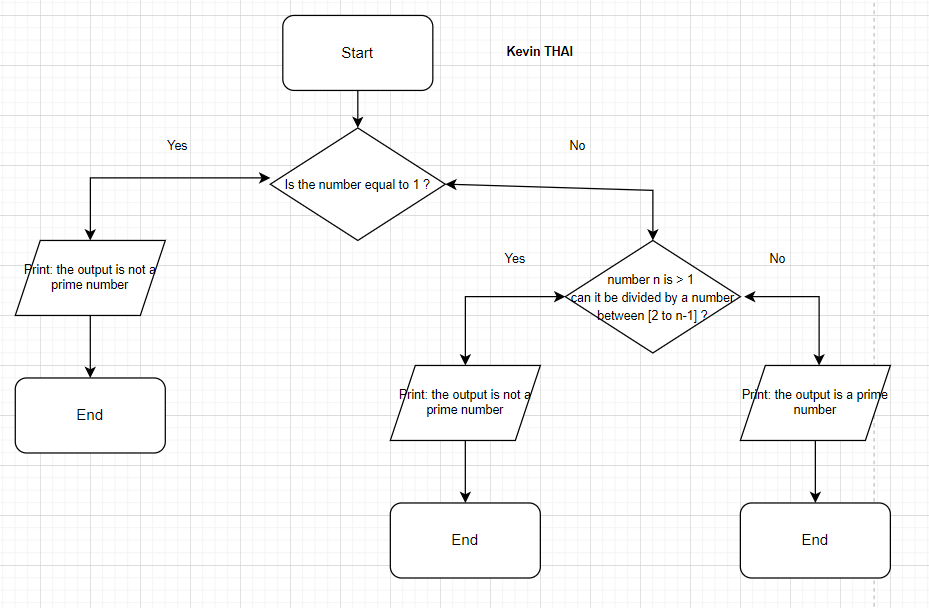 Start
Kevin THAI
Yes
No
Is the number equal to 1 ?
Print: the output is not a
prime number
End
Yes
No
number n is > 1
can it be divided by a number
between [2 to n-1] ?
Print: the output is not a
prime number
End
Print: the output is a prime
number
End